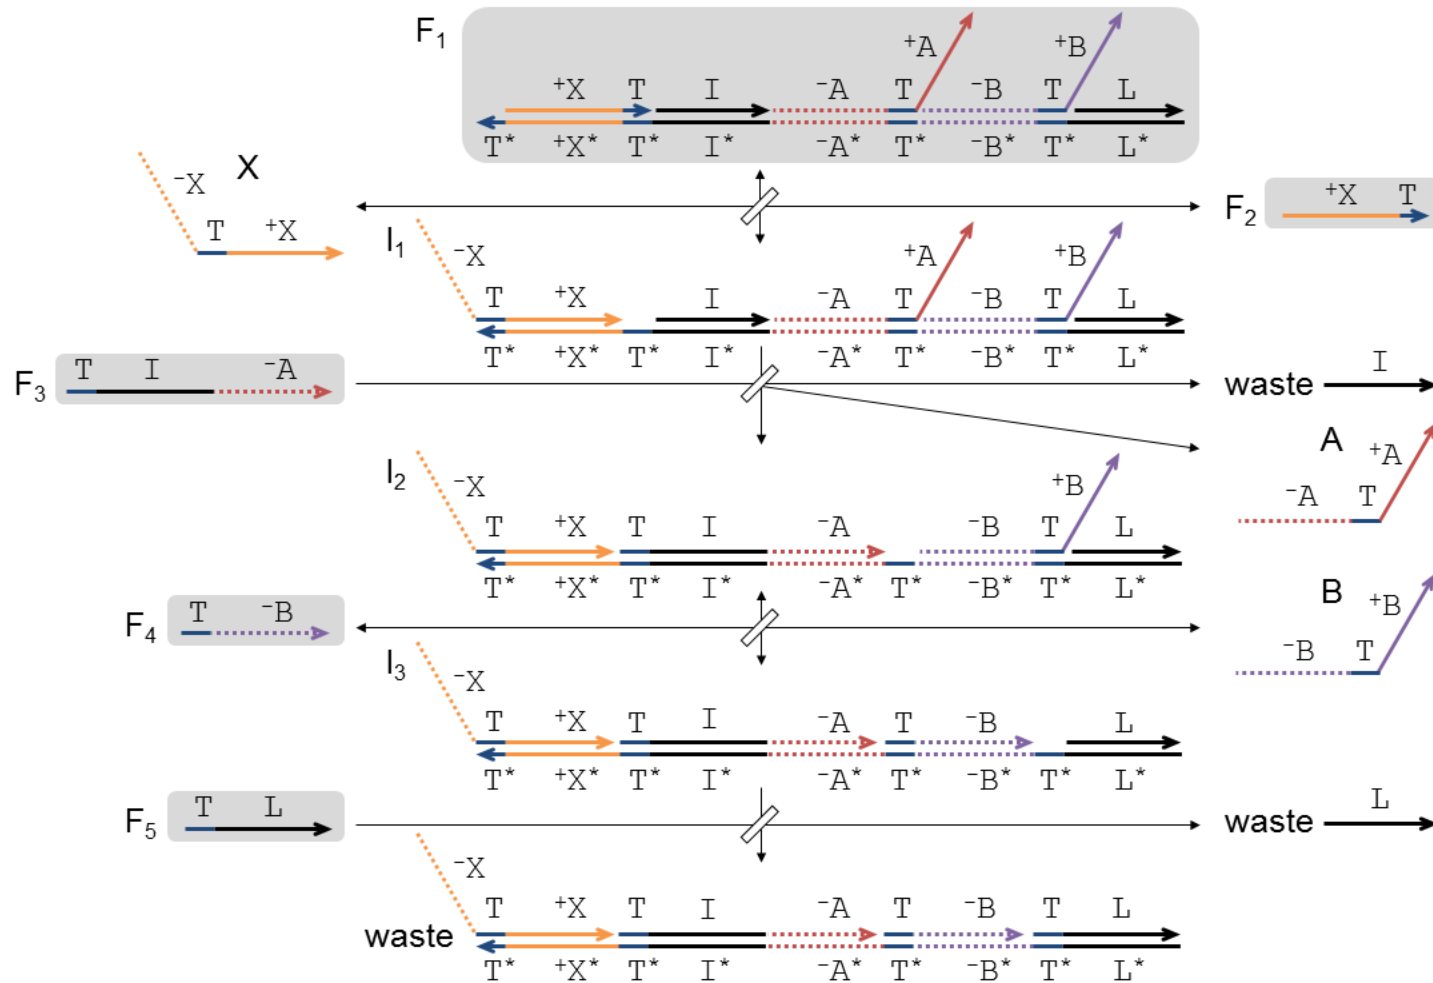 F1
+A
+B
+X T I -A T -B T L
T* +X* T* I* -A* T* -B* T* L*
X
-X
T +X
F2
+X T
I1
-X
+A
+B
T +X I -A T -B T L
T* +X* T* I* -A* T* -B* T* L*
F3
T I -A
waste
I
A
+A
-A T
I2
-X
+B
T +X T I -A -B T L
T* +X* T* I* -A* T* -B* T* L*
F4
T -B
B
+B
-B T
I3
-X
T +X T I -A T -B L
T* +X* T* I* -A* T* -B* T* L*
F5
T L
waste
L
-X
waste
T +X T I -A T -B T L
T* +X* T* I* -A* T* -B* T* L*